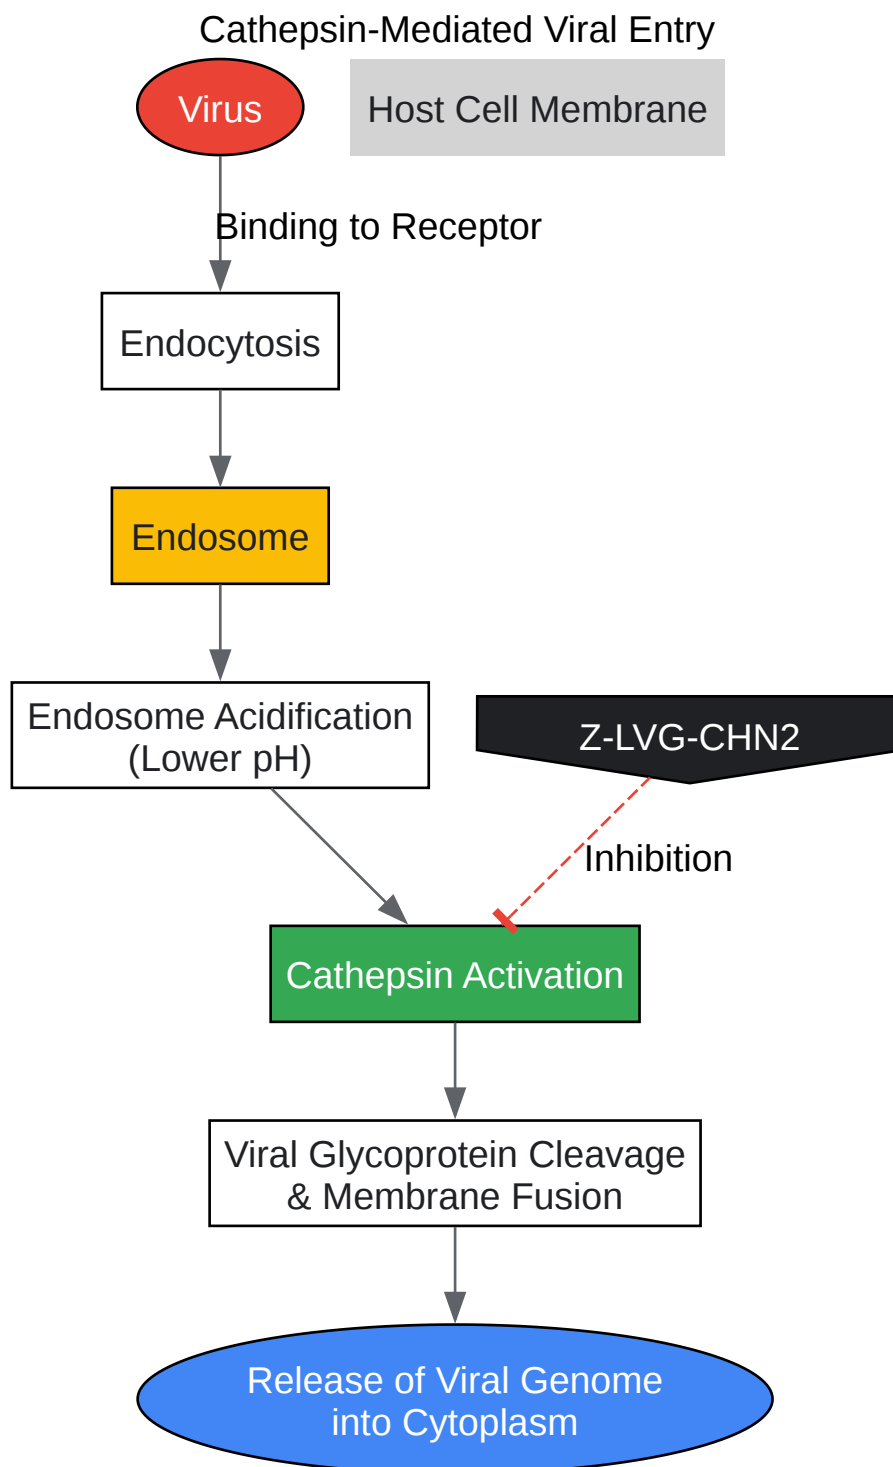 Cathepsin-Mediated Viral Entry
Virus
Host Cell Membrane
Binding to Receptor
Endocytosis
Endosome
Endosome Acidification
(Lower pH)
Z-LVG-CHN2
Inhibition
Cathepsin Activation
Viral Glycoprotein Cleavage
& Membrane Fusion
Release of Viral Genome
into Cytoplasm